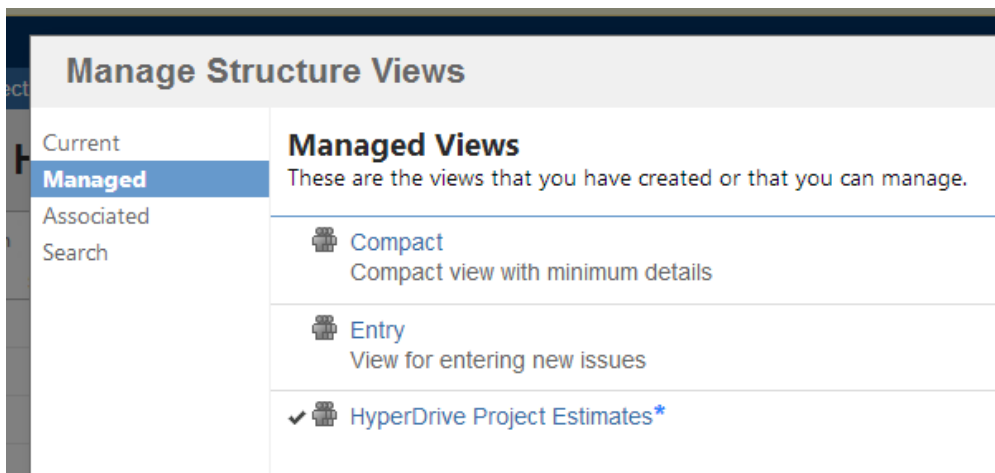 Manage Structure Views
ect
H
Current
Managed
Associated
Search
Managed Views
These are the views that you have created or that you can manage.
Compact
Compact view with minimum details
Entry
View for entering new issues
HyperDrive Project Estimates*